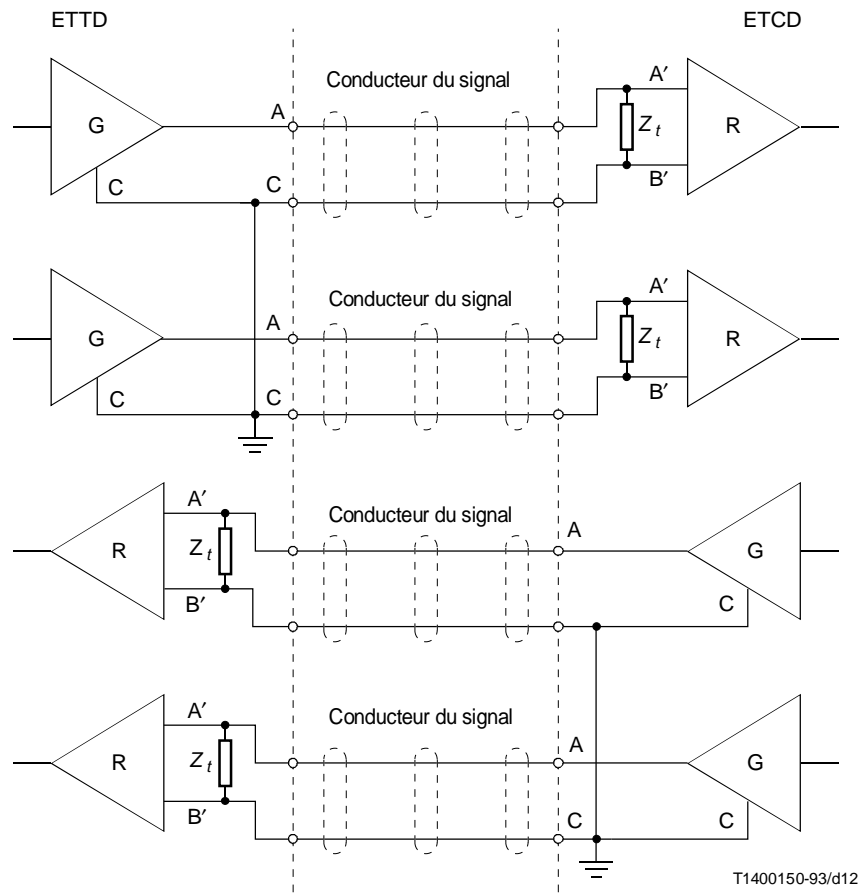 ETTD ETCD
Conducteur du signal
A A′
G Z t R
C C B′
Conducteur du signal
A A′
G Z t R
C C B′
Conducteur du signal
A′ A
R Z t G
B′ C
Conducteur du signal
A′ A
R Z t G
B′ C C
T1400150-93/d12